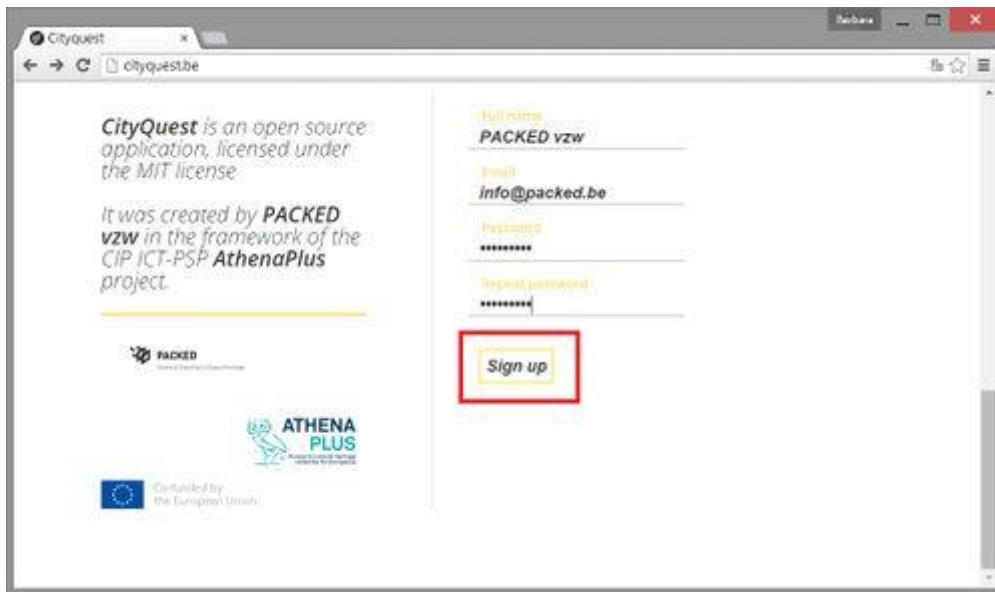 Barbara
Cityquest
cityquest.be
CityQuest is an open source
application, licensed under
the MIT license
It was created by PACKED
vzw in the framework of the
CIP ICT-PSP AthenaPlus
project.
PACKED
ATHENA
PLUS
Co-funded by
the European Union
Full name
PACKED vzw
Email
info@packed.be
Password
•••••••••
Repeat password
•••••••••
Sign up